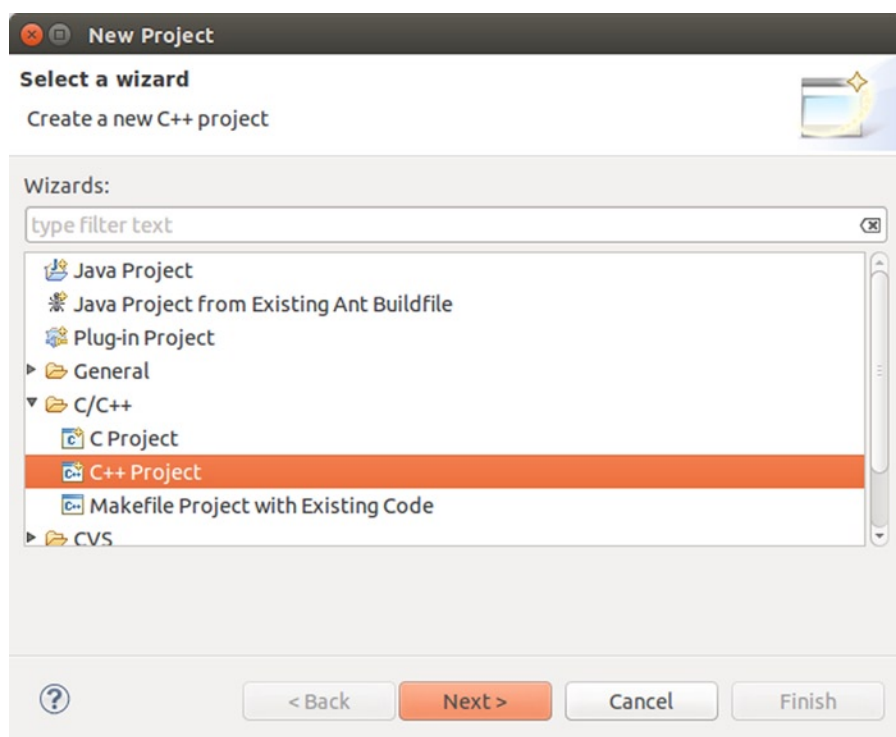 New Project
Select a wizard
Create a new C++ project
Wizards:
type filter text
Java Project
Java Project from Existing Ant Buildfile
Plug-in Project
General
C/C++
C Project
C++ Project
Makefile Project with Existing Code
CVS
< Back Next > Cancel Finish